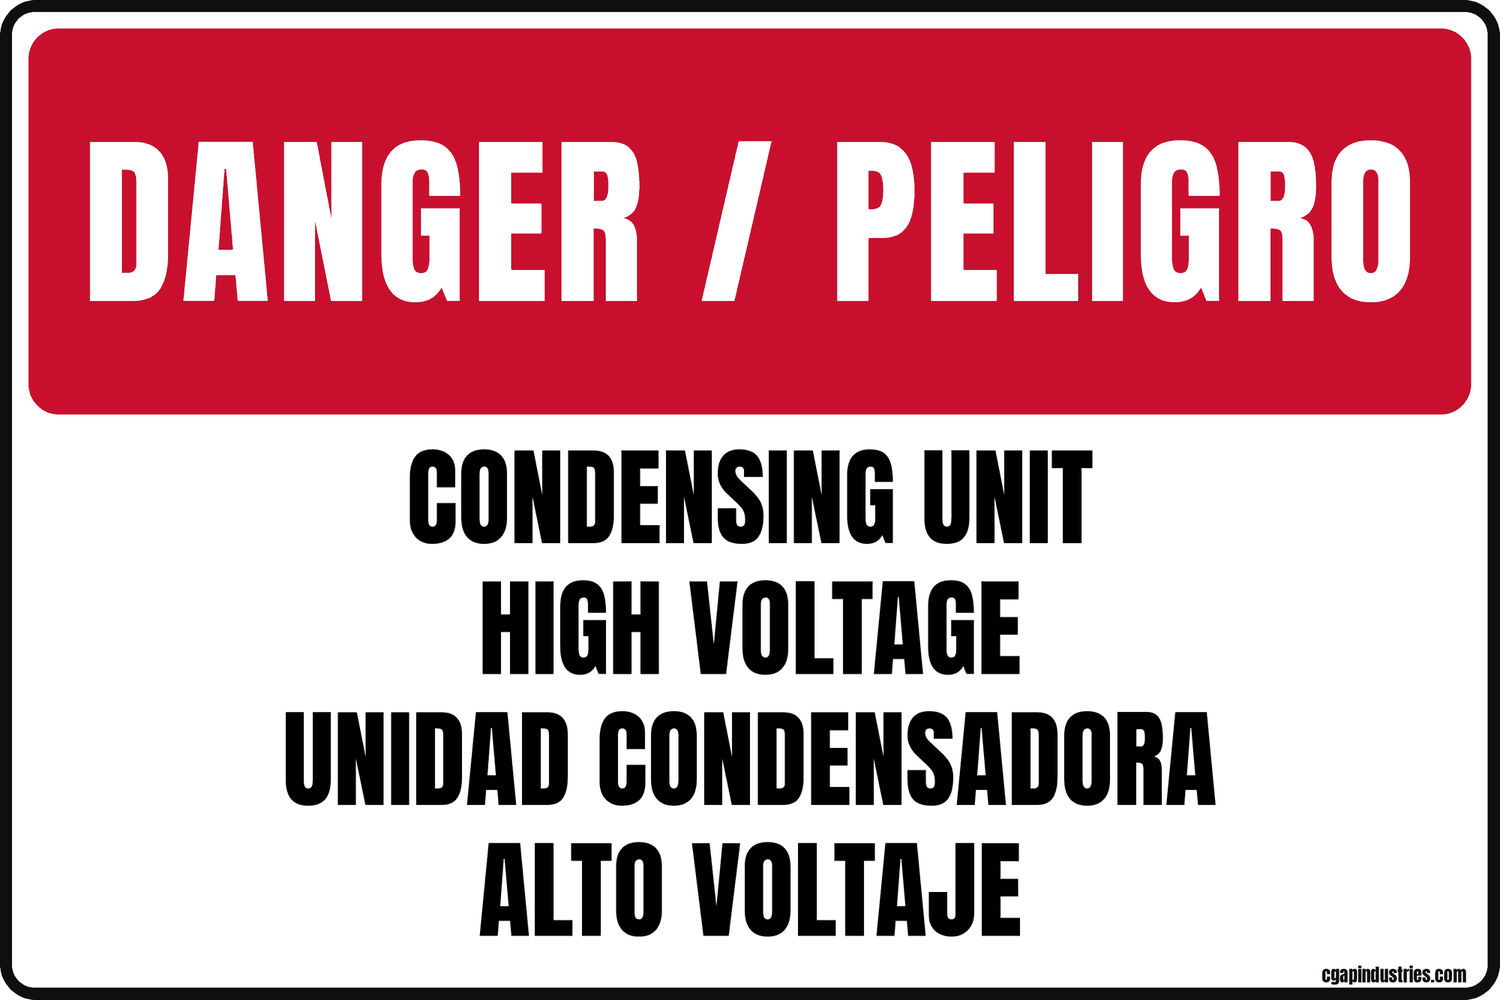 DANGER / PELIGRO
CONDENSING UNIT
HIGH VOLTAGE
UNIDAD CONDENSADORA
ALTO VOLTAJE
cgapindustries.com